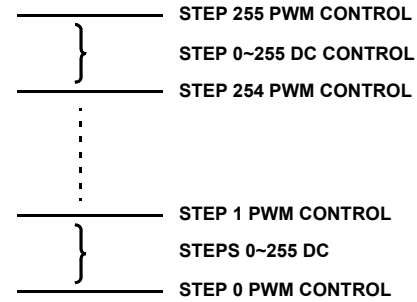 STEP 255 PWM CONTROL
STEP 0~255 DC CONTROL
STEP 254 PWM CONTROL
STEP 1 PWM CONTROL
STEPS 0~255 DC
STEP 0 PWM CONTROL